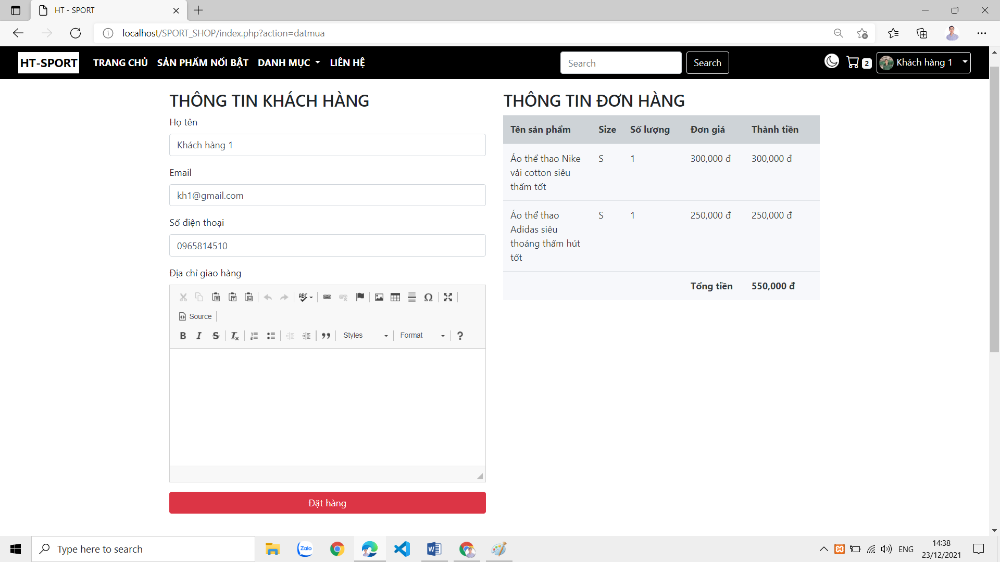 HT - SPORT
localhost/SPORT_SHOP/index.php?action=datmua
HT-SPORT TRANG CHỦ SẢN PHẨM NỔI BẬT DANH MỤC LIÊN HỆ Search Search 2 Khách hàng 1
THÔNG TIN KHÁCH HÀNG
Họ tên
Khách hàng 1
Email
kh1@gmail.com
Số điện thoại
0965814510
Địa chỉ giao hàng
ABC
Source
B I S Tx Styles Format ?
Đặt hàng
THÔNG TIN ĐƠN HÀNG
Tên sản phẩm Size Số lượng Đơn giá Thành tiền
Áo thể thao Nike S 1 300,000 đ 300,000 đ
vải cotton siêu
thấm tốt
Áo thể thao S 1 250,000 đ 250,000 đ
Adidas siêu
thoáng thấm hút
tốt
Tổng tiền 550,000 đ
Type here to search
Zalo
ENG
14:38
23/12/2021